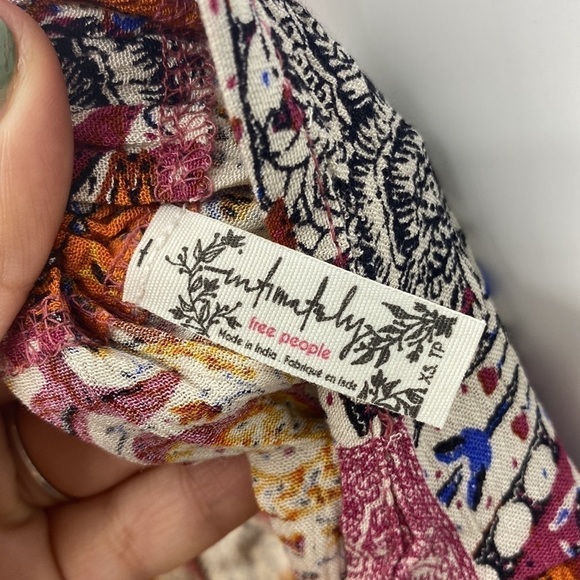 intimately
free people
Made in India . Fabriqué en Inde
XS TP